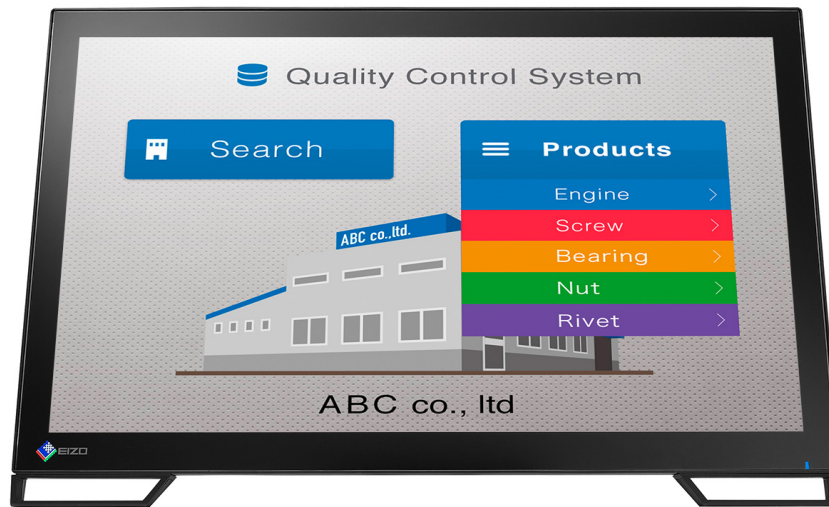 Quality Control System
Search
Products
Engine
Screw
Bearing
Nut
Rivet
ABC co.,ltd.
ABC co., ltd
EIZO